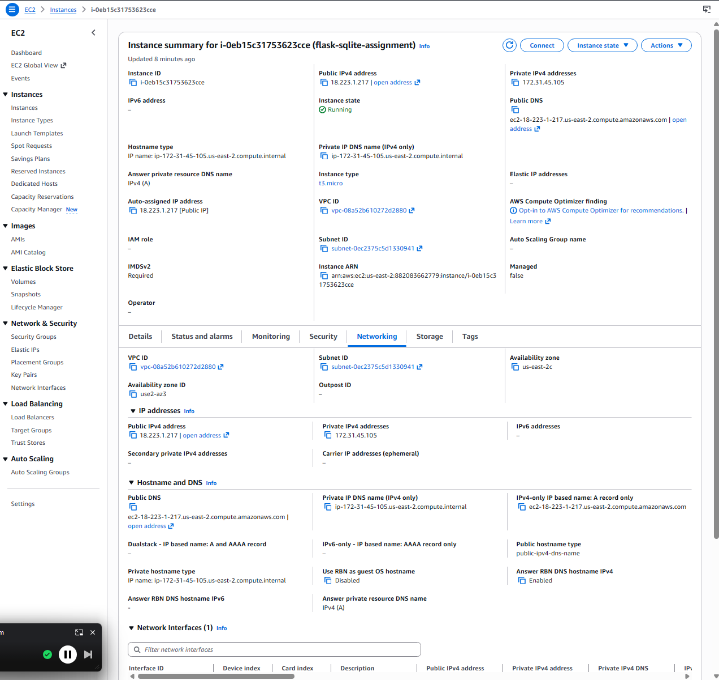 EC2 > Instances > i-0eb15c31753623cce
EC2
Dashboard
EC2 Global View
Events
Instances
Instances
Instance Types
Launch Templates
Spot Requests
Savings Plans
Reserved Instances
Dedicated Hosts
Capacity Reservations
Capacity Manager New
Images
AMIs
AMI Catalog
Elastic Block Store
Volumes
Snapshots
Lifecycle Manager
Network & Security
Security Groups
Elastic IPs
Placement Groups
Key Pairs
Network Interfaces
Load Balancing
Load Balancers
Target Groups
Trust Stores
Auto Scaling
Auto Scaling Groups
Settings
m
Instance summary for i-0eb15c31753623cce (flask-sqlite-assignment) Info
Connect
Instance state
Actions
Updated 8 minutes ago
Instance ID
i-0eb15c31753623cce
Public IPv4 address
18.223.1.217 | open address
Private IPv4 addresses
172.31.45.105
IPv6 address
–
Instance state
Running
Public DNS
ec2-18-223-1-217.us-east-2.compute.amazonaws.com | open
address
Hostname type
IP name: ip-172-31-45-105.us-east-2.compute.internal
Private IP DNS name (IPv4 only)
ip-172-31-45-105.us-east-2.compute.internal
Answer private resource DNS name
IPv4 (A)
Instance type
t3.micro
Elastic IP addresses
–
Auto-assigned IP address
18.223.1.217 [Public IP]
VPC ID
vpc-08a52b610272d2880
AWS Compute Optimizer finding
Opt-in to AWS Compute Optimizer for recommendations. |
Learn more
IAM role
–
Subnet ID
subnet-0ec2375c5d1330941
Auto Scaling Group name
–
IMDSv2
Required
Instance ARN
arn:aws:ec2:us-east-2:882083662779:instance/i-0eb15c3
1753623cce
Managed
false
Operator
–
Details
Status and alarms
Monitoring
Security
Networking
Storage
Tags
VPC ID
vpc-08a52b610272d2880
Subnet ID
subnet-0ec2375c5d1330941
Availability zone
us-east-2c
Availability zone ID
use2-az3
Outpost ID
–
IP addresses Info
Public IPv4 address
18.223.1.217 | open address
Private IPv4 addresses
172.31.45.105
IPv6 addresses
–
Secondary private IPv4 addresses
–
Carrier IP addresses (ephemeral)
–
Hostname and DNS Info
Public DNS
ec2-18-223-1-217.us-east-2.compute.amazonaws.com |
open address
Private IP DNS name (IPv4 only)
ip-172-31-45-105.us-east-2.compute.internal
IPv4-only IP based name: A record only
ec2-18-223-1-217.us-east-2.compute.amazonaws.com
Dualstack - IP based name: A and AAAA record
–
IPv6-only - IP based name: AAAA record only
–
Public hostname type
public-ipv4-dns-name
Private hostname type
IP name: ip-172-31-45-105.us-east-2.compute.internal
Use RBN as guest OS hostname
Disabled
Answer RBN DNS hostname IPv4
Enabled
Answer RBN DNS hostname IPv6
-
Answer private resource DNS name
IPv4 (A)
Network Interfaces (1) Info
Filter network interfaces
Interface ID
Device index
Card index
Description
Public IPv4 address
Private IPv4 address
Private IPv4 DNS